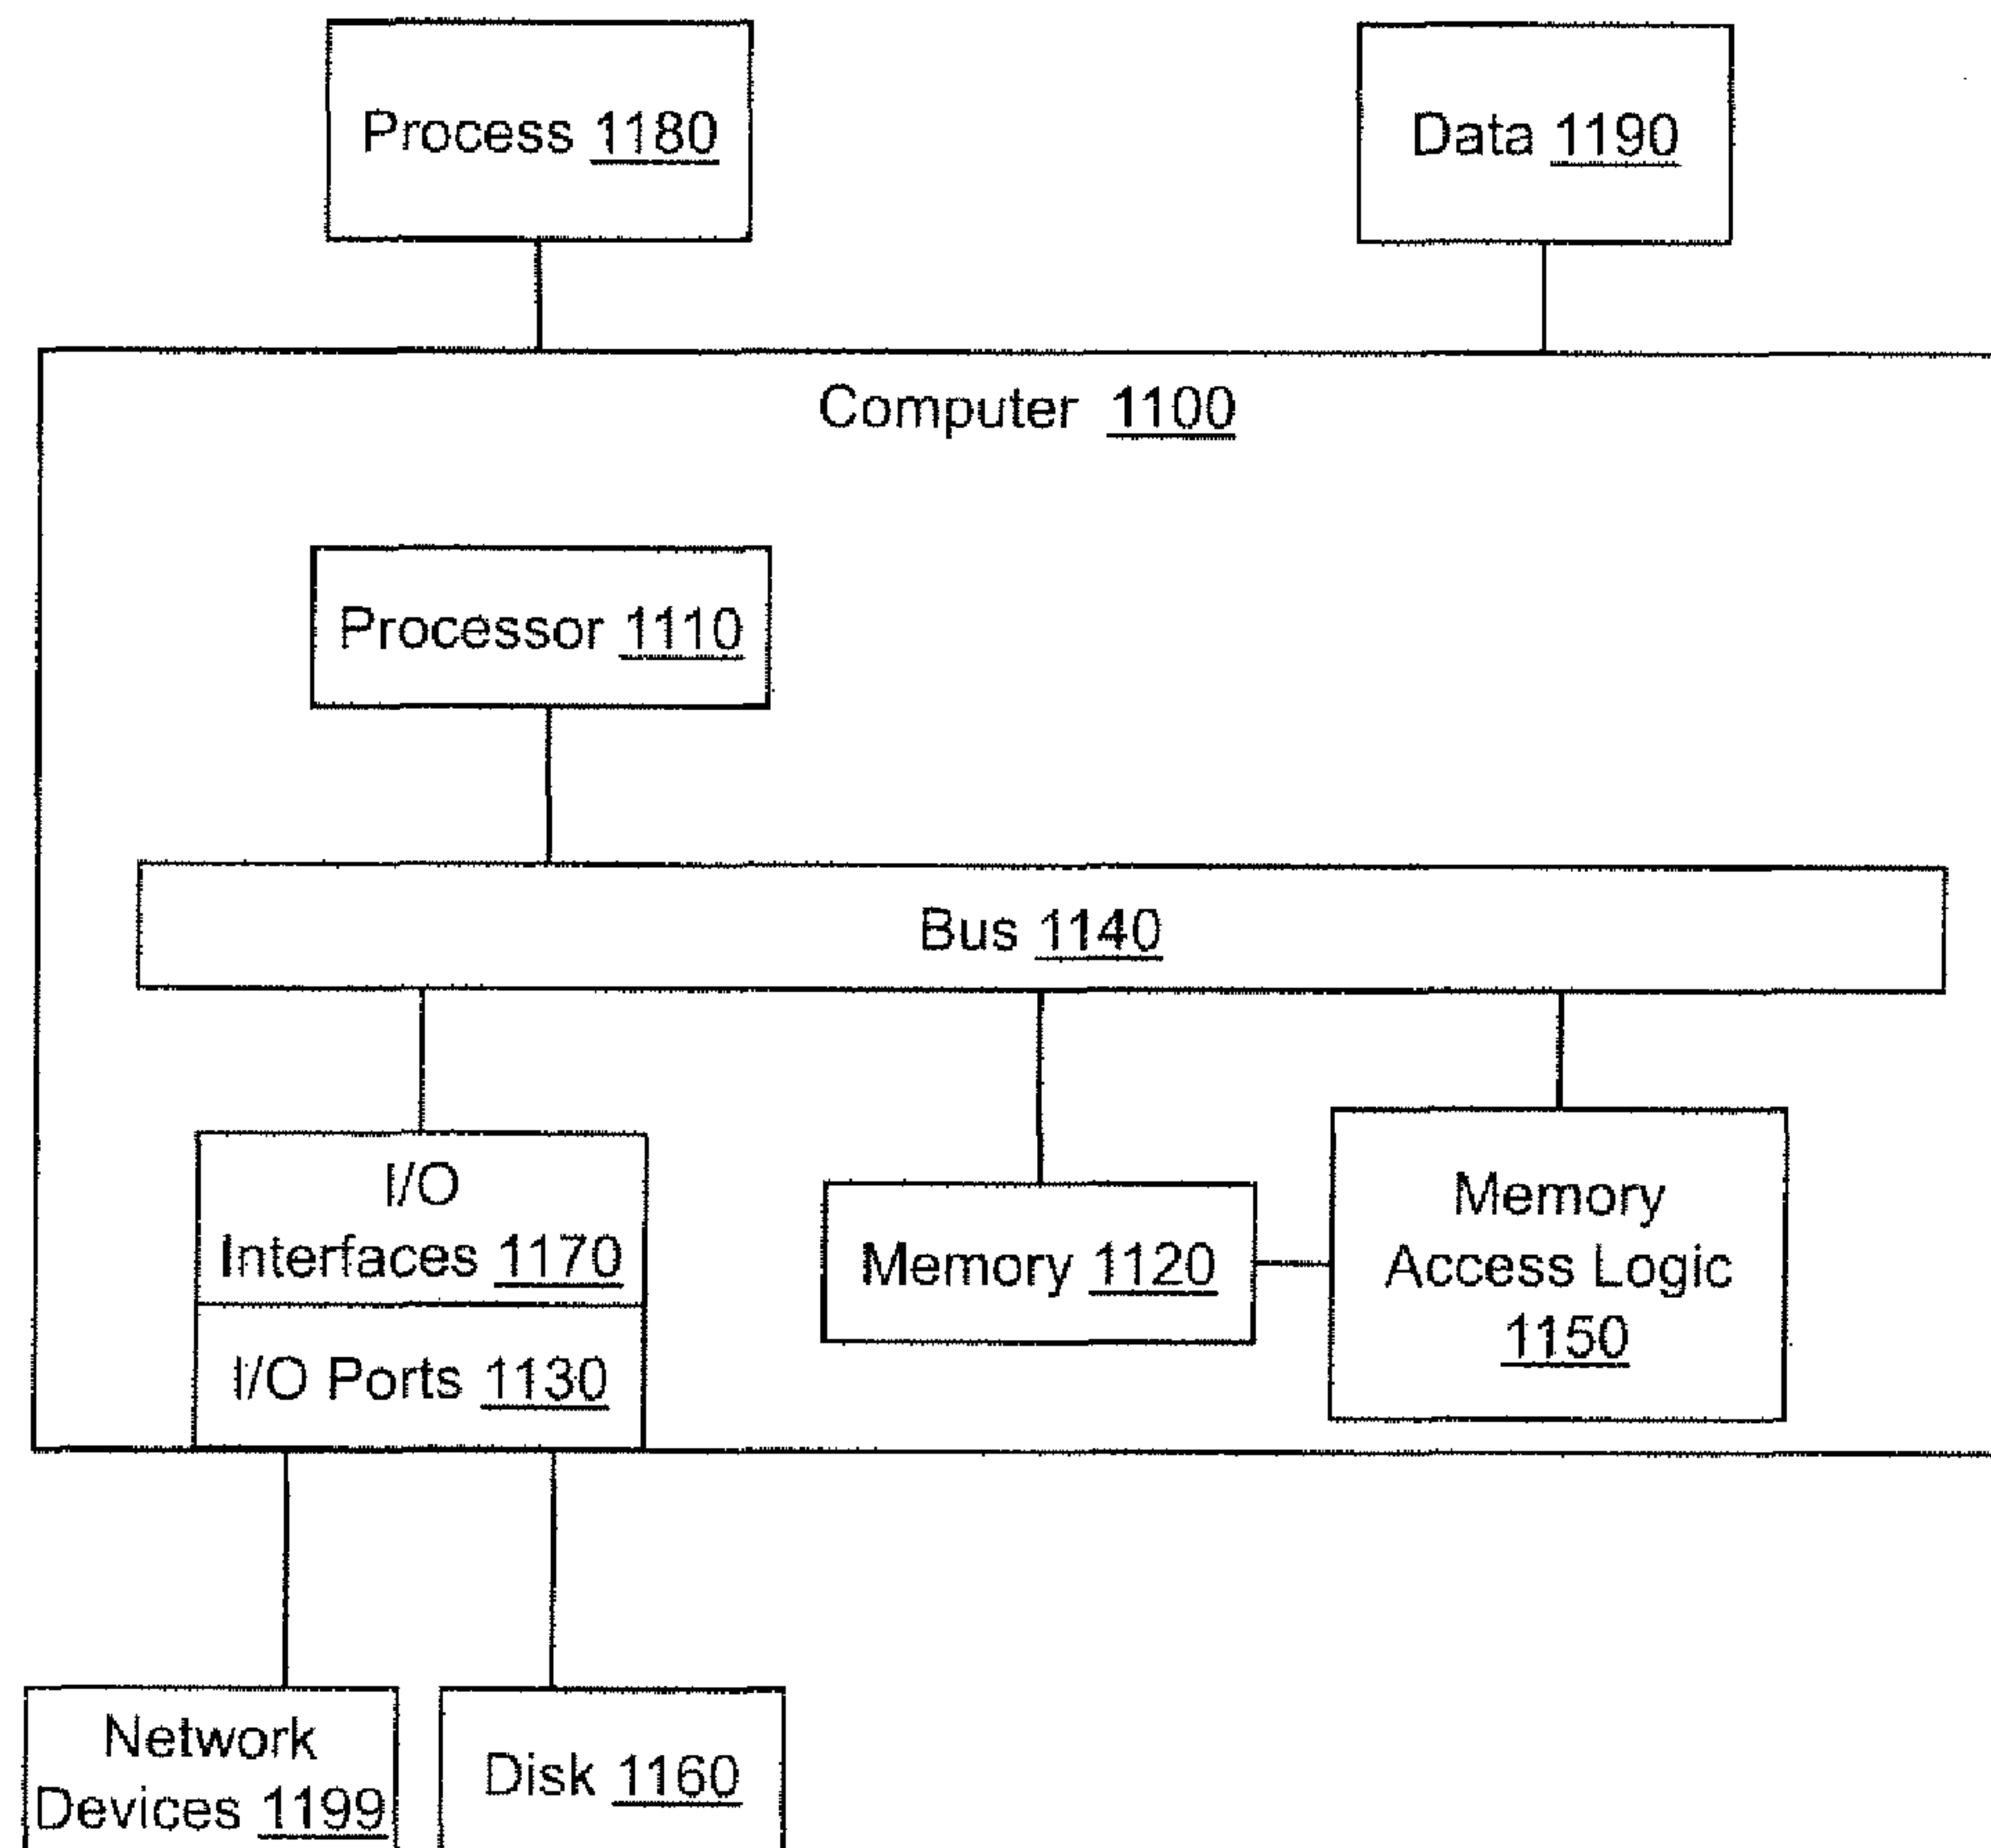 Process 1180
Data 1190
Computer 1100
Processor 1110
Bus 1140
I/O
Interfaces 1170
I/O Ports 1130
Memory 1120
Memory
Access Logic
1150
Network
Devices 1199
Disk 1160